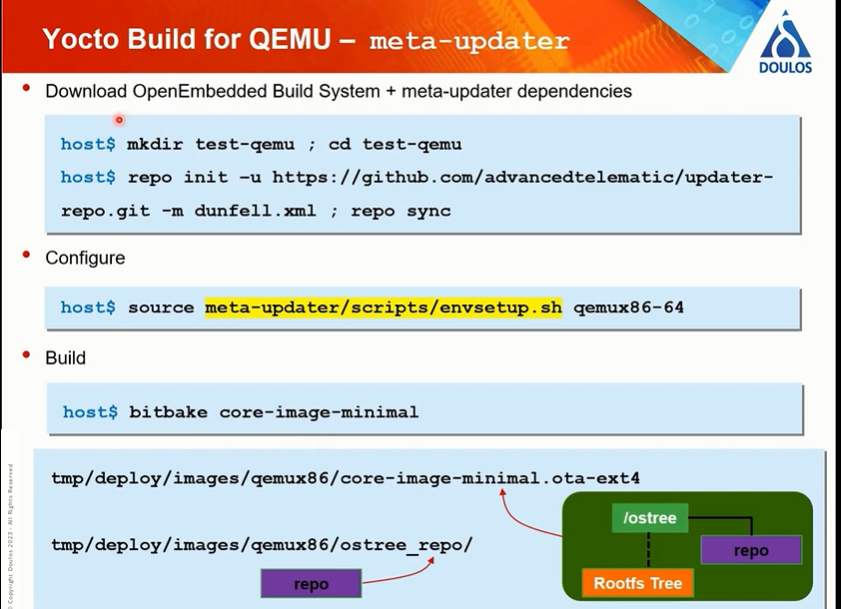 Yocto Build for QEMU – meta-updater
DOULOS
• Download OpenEmbedded Build System + meta-updater dependencies
host$ mkdir test-qemu ; cd test-qemu
host$ repo init –u https://github.com/advancedtelematic/updater-
repo.git –m dunfell.xml ; repo sync
• Configure
host$ source meta-updater/scripts/envsetup.sh qemux86-64
• Build
host$ bitbake core-image-minimal
tmp/deploy/images/qemux86/core-image-minimal.ota-ext4
/ostree
repo
Rootfs Tree
tmp/deploy/images/qemux86/ostree_repo/
repo
© Copyright Doulos 2023 - All Rights Reserved